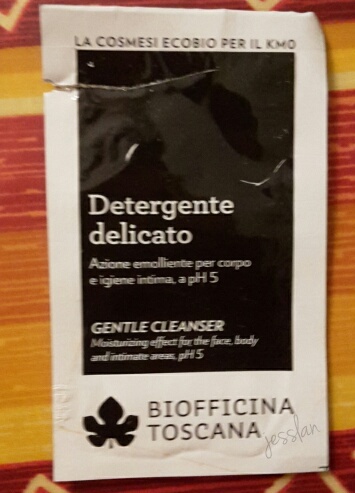 LA COSMESI ECOBIO PER IL KM0
Detergente
delicato
Azione emolliente per corpo
e igiene intima, a pH 5
GENTLE CLEANSER
Moisturizing effect for the face, body
and intimate areas, pH 5
BIOFFICINA
TOSCANA
jesslan